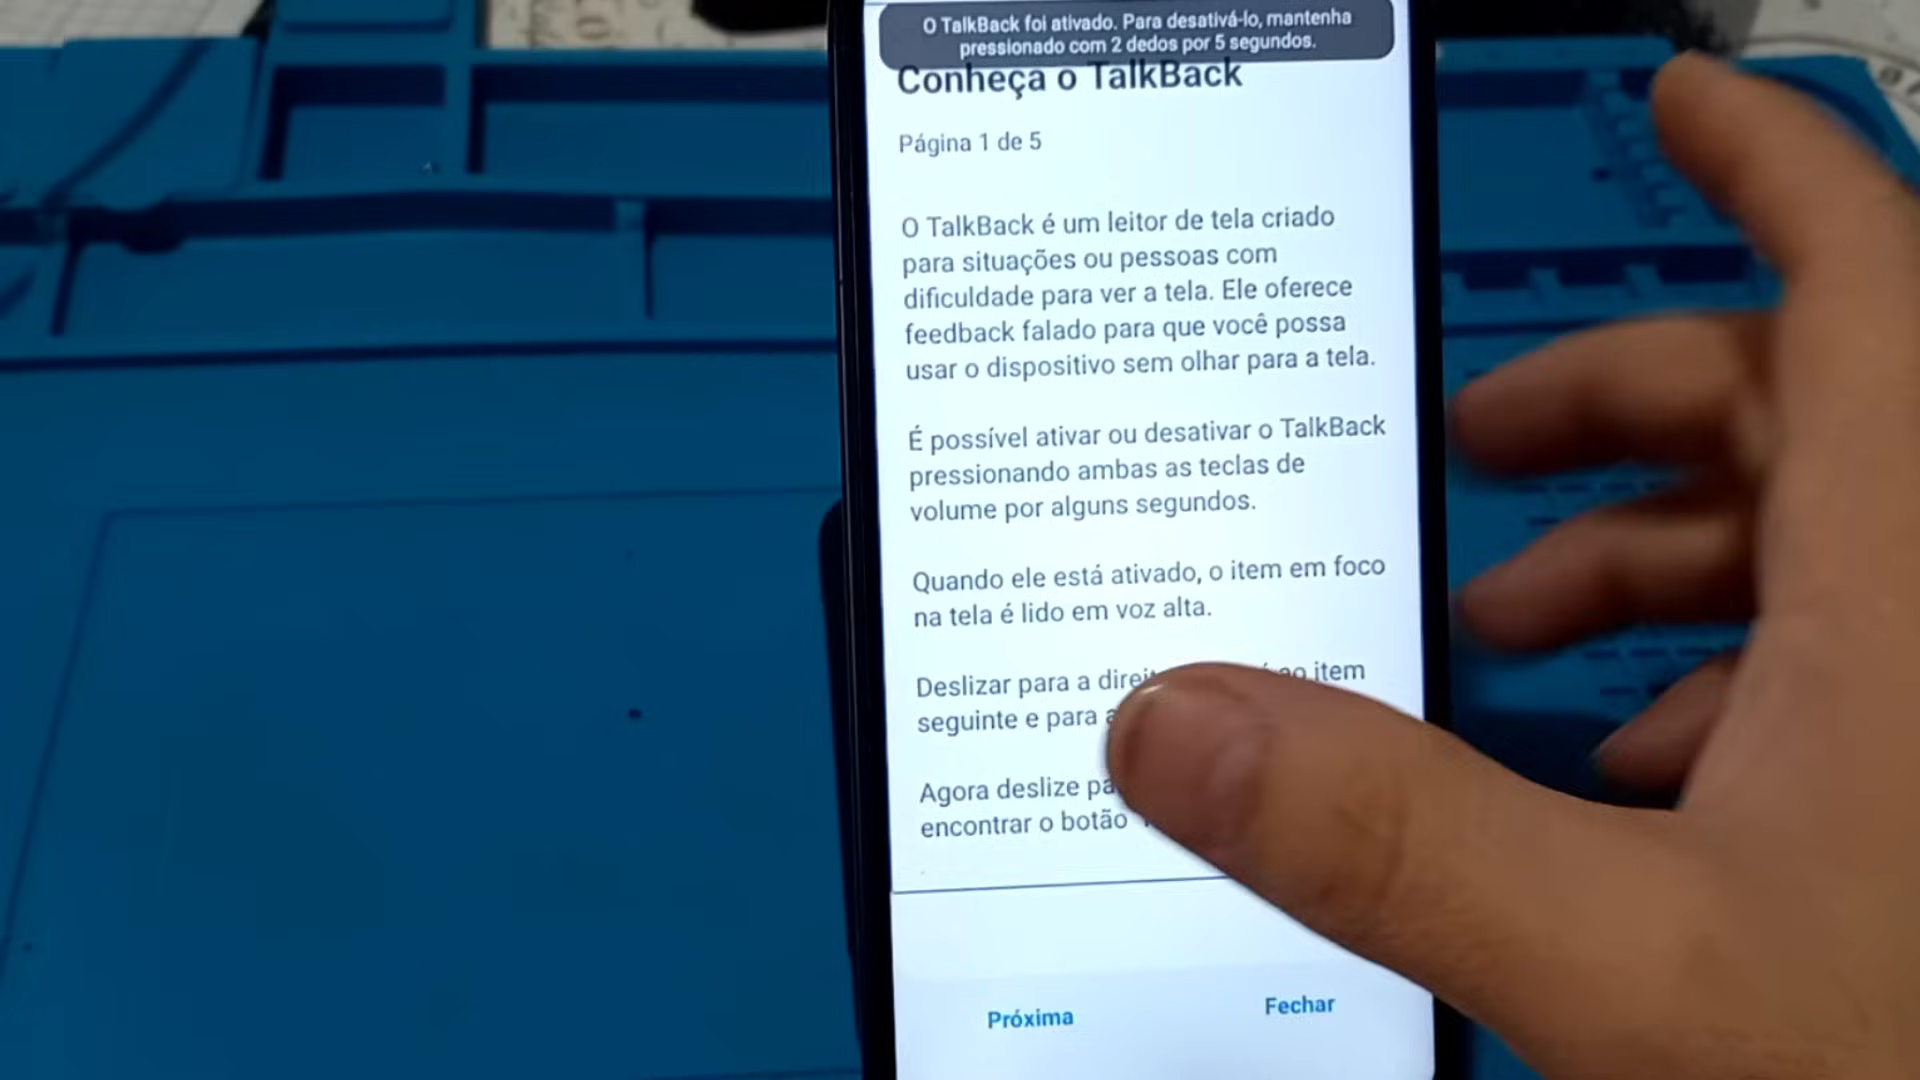 O TalkBack foi ativado. Para desativá-lo, mantenha
pressionado com 2 dedos por 5 segundos.
Conheça o TalkBack
Página 1 de 5
O TalkBack é um leitor de tela criado
para situações ou pessoas com
dificuldade para ver a tela. Ele oferece
feedback falado para que você possa
usar o dispositivo sem olhar para a tela.
É possível ativar ou desativar o TalkBack
pressionando ambas as teclas de
volume por alguns segundos.
Quando ele está ativado, o item em foco
na tela é lido em voz alta.
Deslizar para a item
seguinte e para
Agora deslize
encontrar o botão
Próxima
Fechar